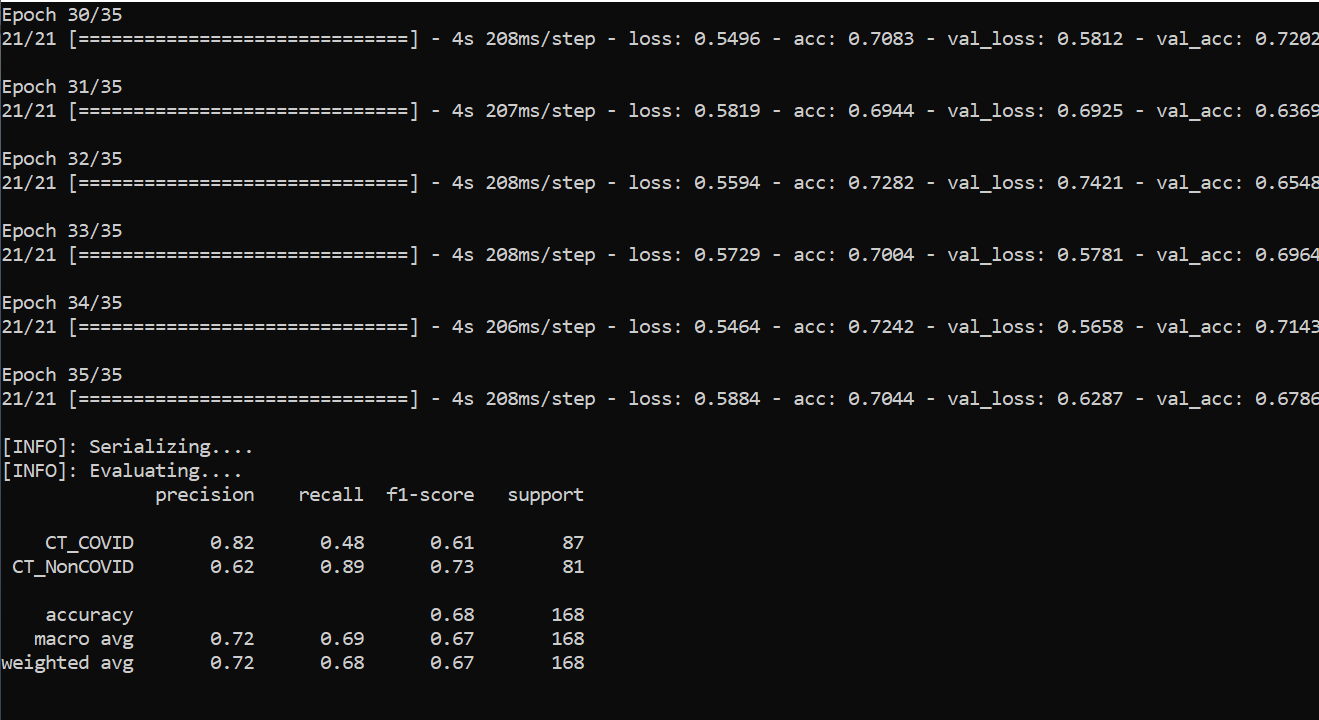 Epoch 30/35
21/21 [==============================] - 4s 208ms/step - loss: 0.5496 - acc: 0.7083 - val_loss: 0.5812 - val_acc: 0.7202
Epoch 31/35
21/21 [==============================] - 4s 207ms/step - loss: 0.5819 - acc: 0.6944 - val_loss: 0.6925 - val_acc: 0.6369
Epoch 32/35
21/21 [==============================] - 4s 208ms/step - loss: 0.5594 - acc: 0.7282 - val_loss: 0.7421 - val_acc: 0.6548
Epoch 33/35
21/21 [==============================] - 4s 208ms/step - loss: 0.5729 - acc: 0.7004 - val_loss: 0.5781 - val_acc: 0.6964
Epoch 34/35
21/21 [==============================] - 4s 206ms/step - loss: 0.5464 - acc: 0.7242 - val_loss: 0.5658 - val_acc: 0.7143
Epoch 35/35
21/21 [==============================] - 4s 208ms/step - loss: 0.5884 - acc: 0.7044 - val_loss: 0.6287 - val_acc: 0.6786
[INFO]: Serializing....
[INFO]: Evaluating....
precision recall f1-score support
CT_COVID 0.82 0.48 0.61 87
CT_NonCOVID 0.62 0.89 0.73 81
accuracy 0.68 168
macro avg 0.72 0.69 0.67 168
weighted avg 0.72 0.68 0.67 168